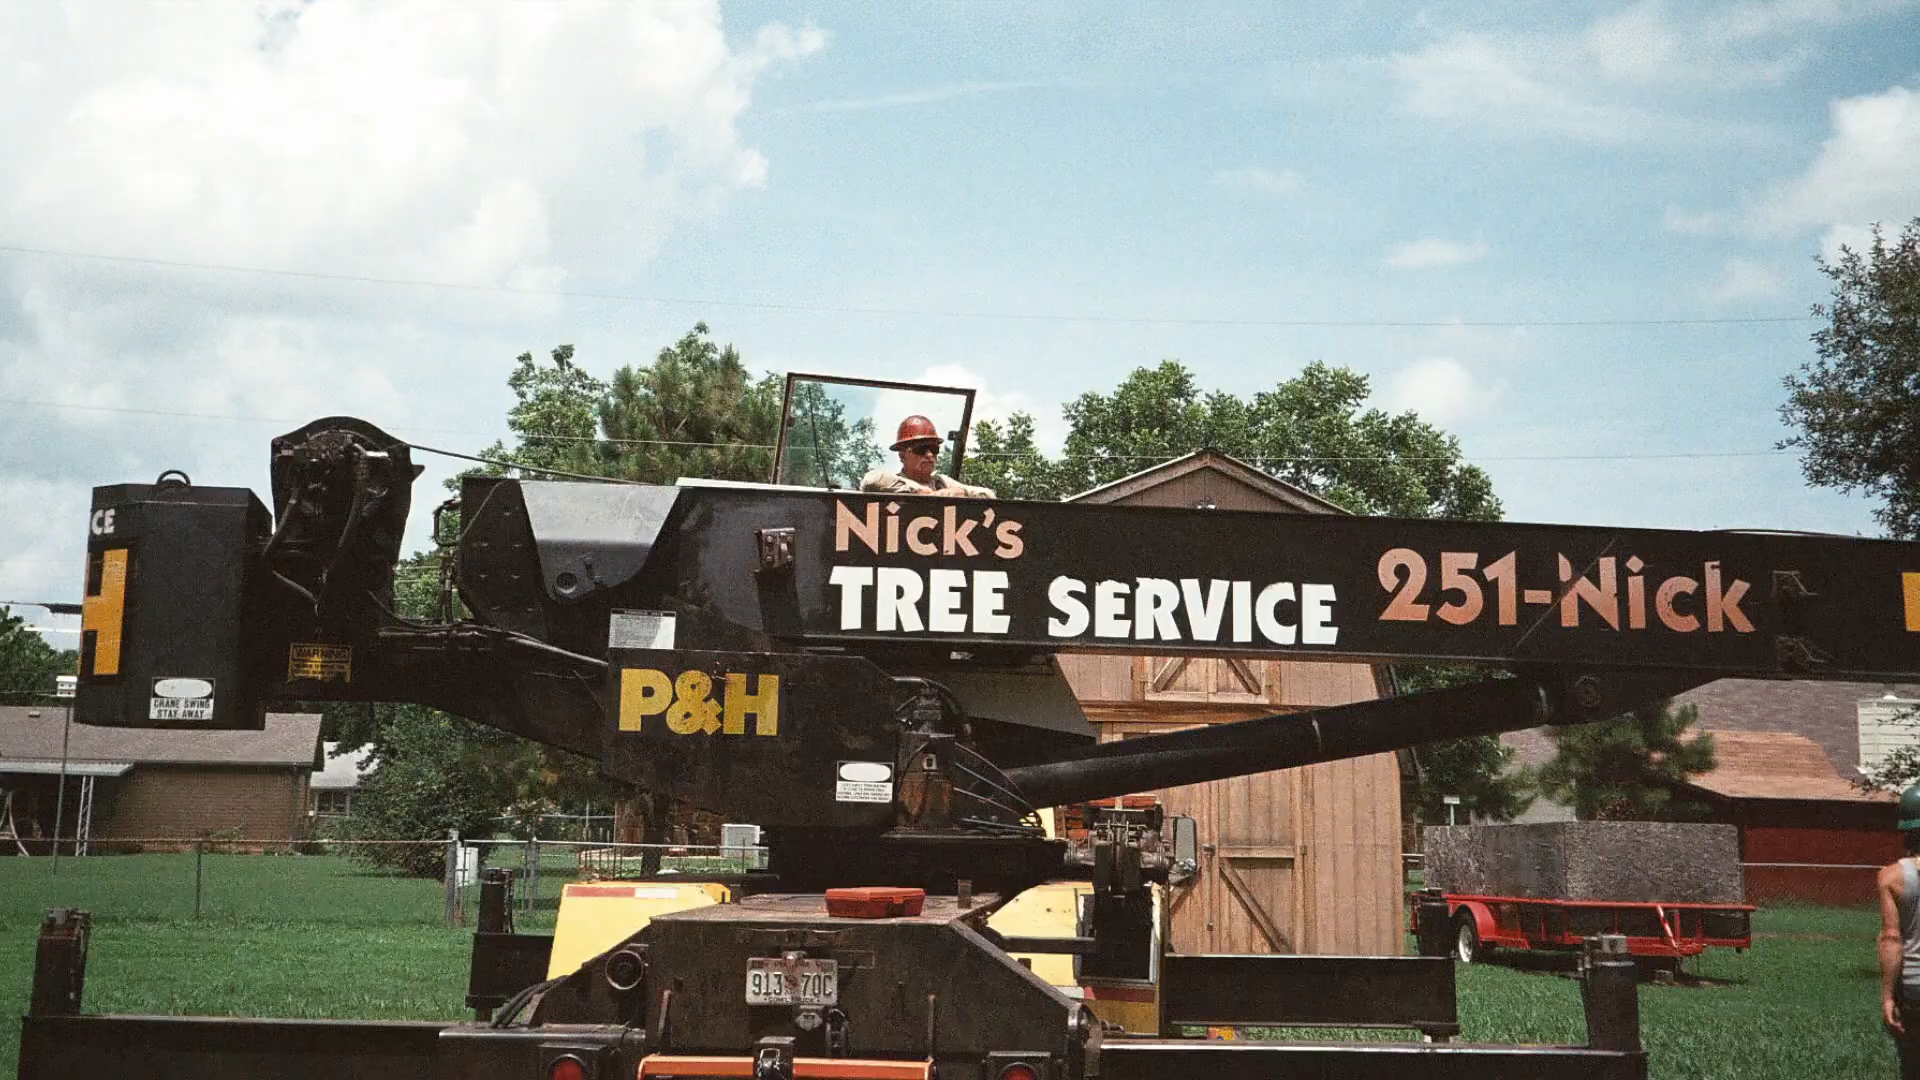 CE
H
Nick's
TREE SERVICE
251-Nick
WARNING
P&H
CRANE SWING
STAY AWAY
913 70C